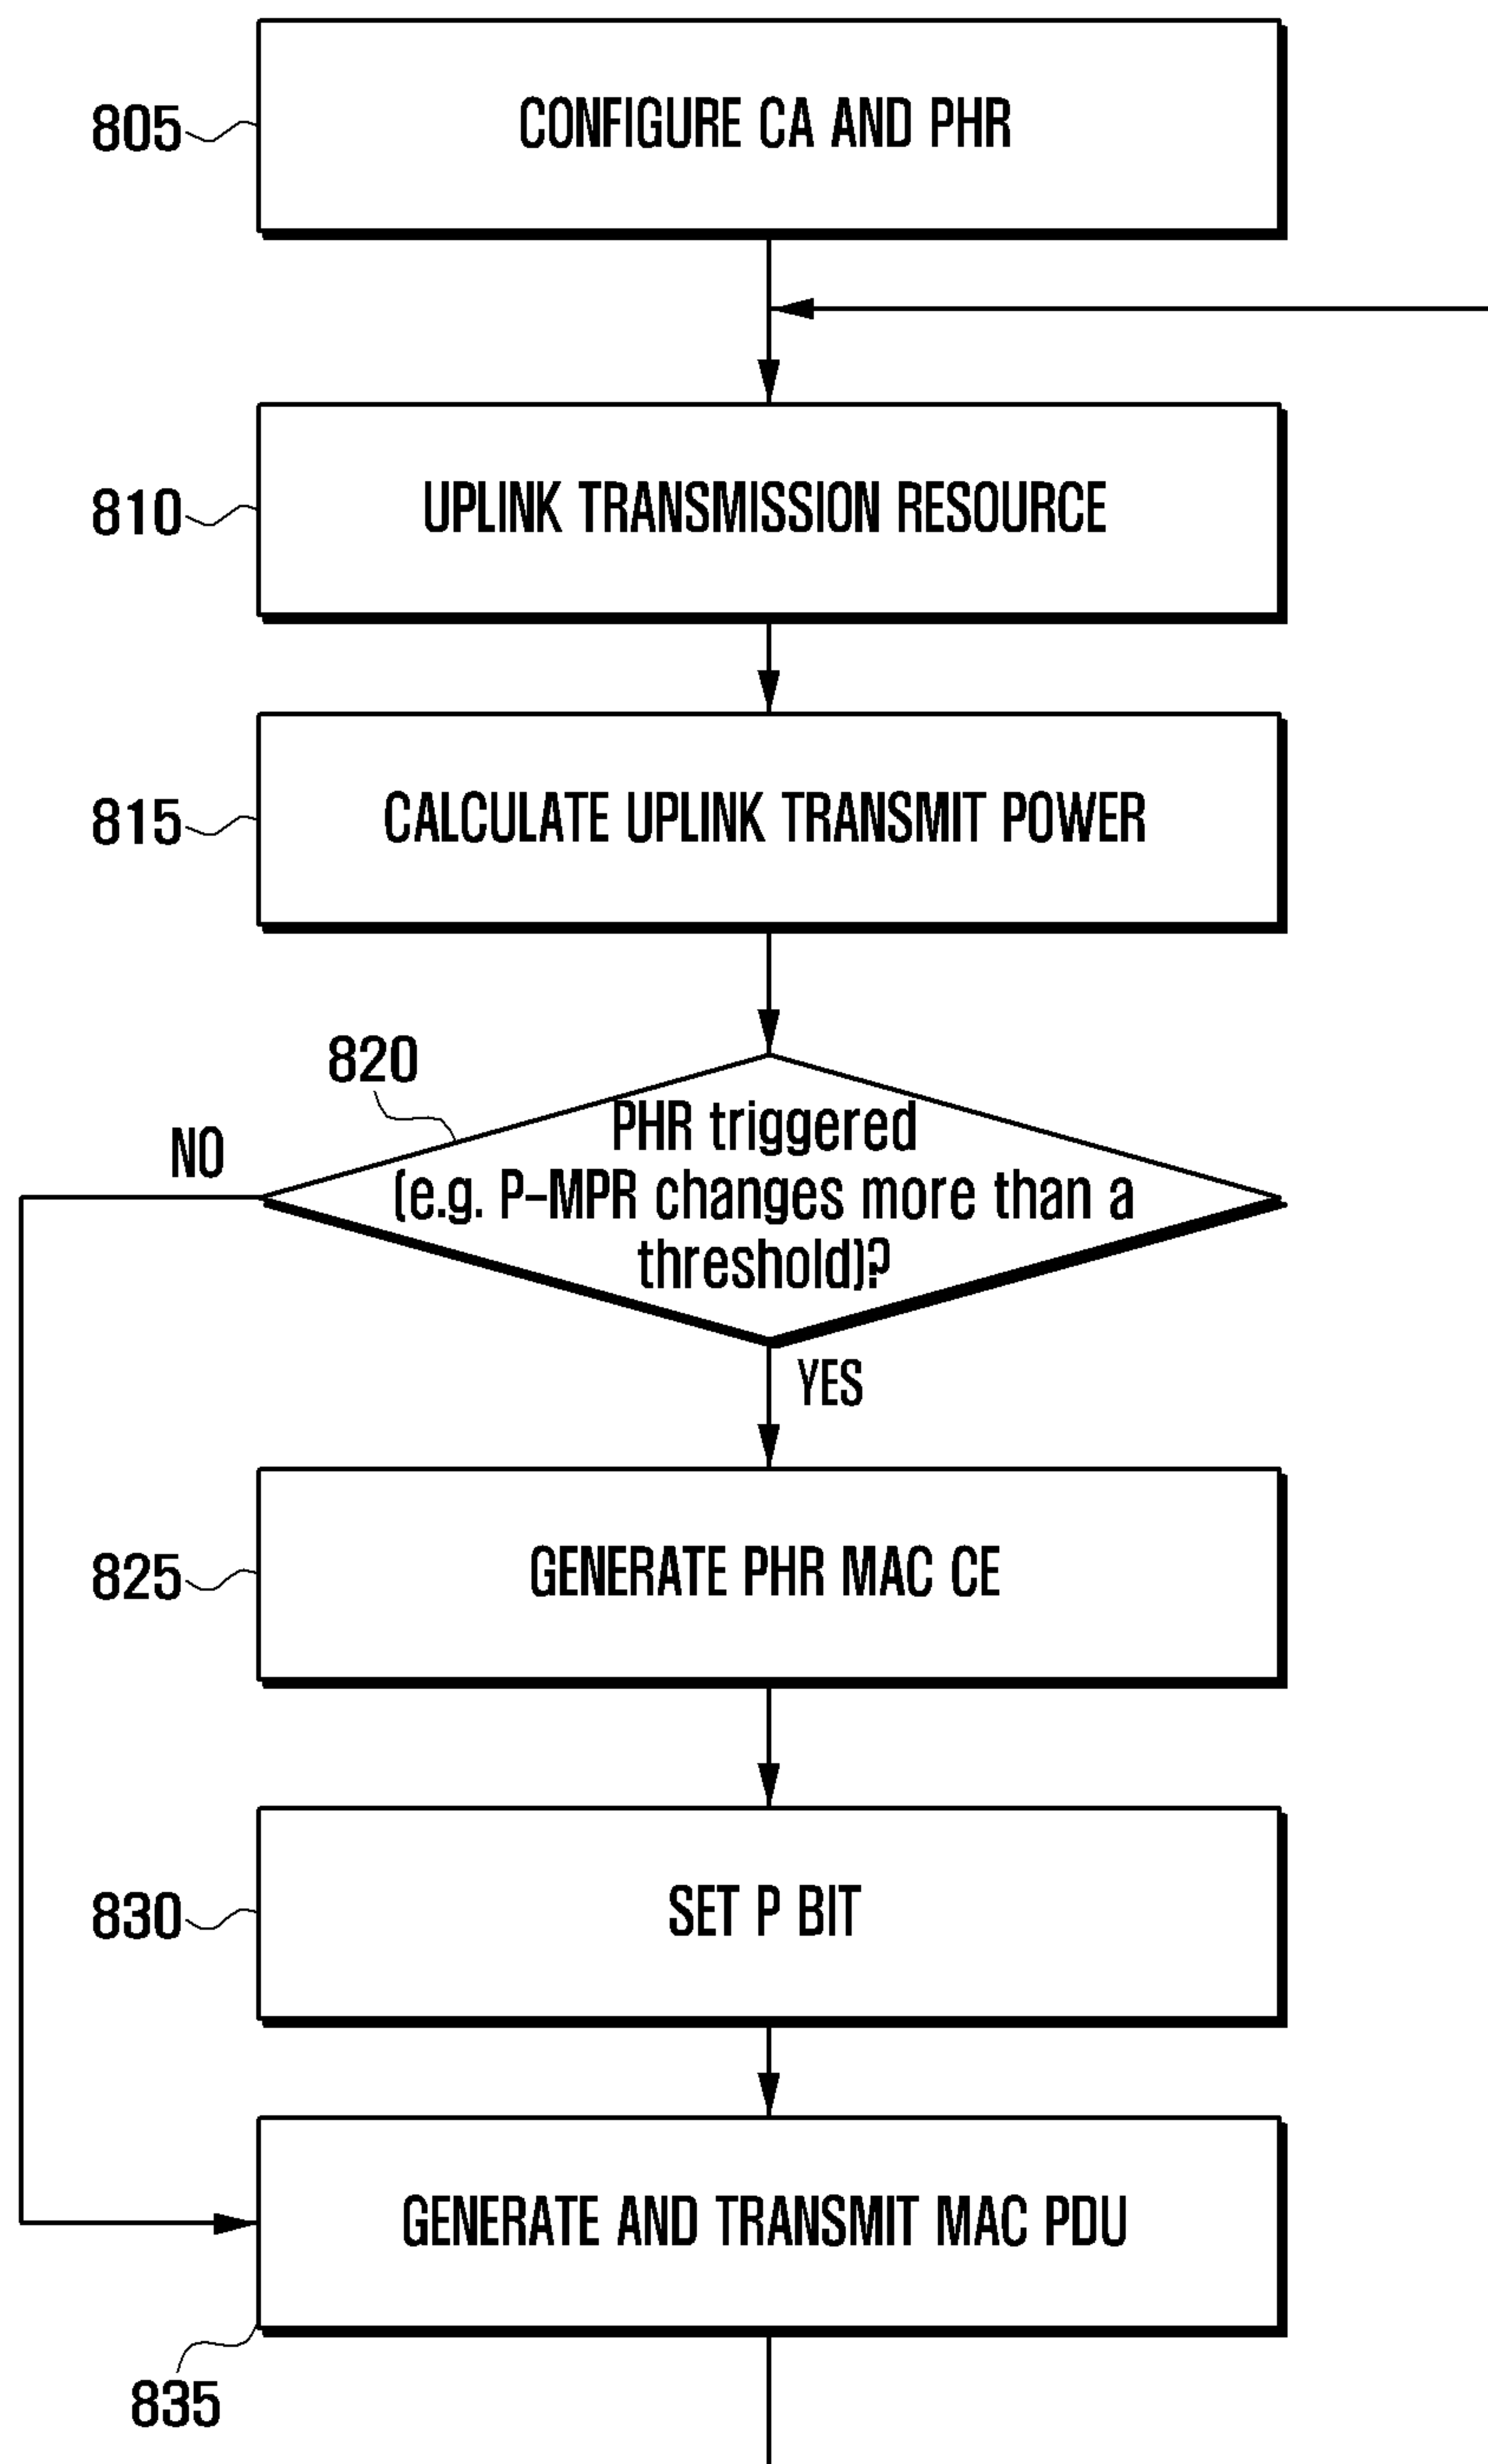 805
CONFIGURE CA AND PHR
810
UPLINK TRANSMISSION RESOURCE
815
CALCULATE UPLINK TRANSMIT POWER
820
NO
PHR triggered
(e.g. P-MPR changes more than a
threshold)?
YES
825
GENERATE PHR MAC CE
830
SET P BIT
GENERATE AND TRANSMIT MAC PDU
835